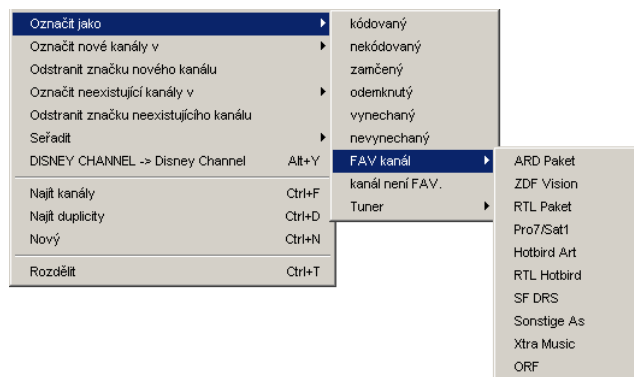 Označit jako
Označit nové kanály v
Odstranit značku nového kanálu
Označit neexistující kanály v
Odstranit značku neexistujícího kanálu
Seřadit
DISNEY CHANNEL -> Disney Channel Alt+Y
Najít kanály Ctrl+F
Najít duplicity Ctrl+D
Nový Ctrl+N
Rozdělit Ctrl+T
kódovaný
nekódovaný
zamčený
odemknutý
vynechaný
nevynechaný
FAV kanál
kanál není FAV.
Tuner
ARD Paket
ZDF Vision
RTL Paket
Pro7/Sat1
Hotbird Art
RTL Hotbird
SF DRS
Sonstige As
Xtra Music
ORF